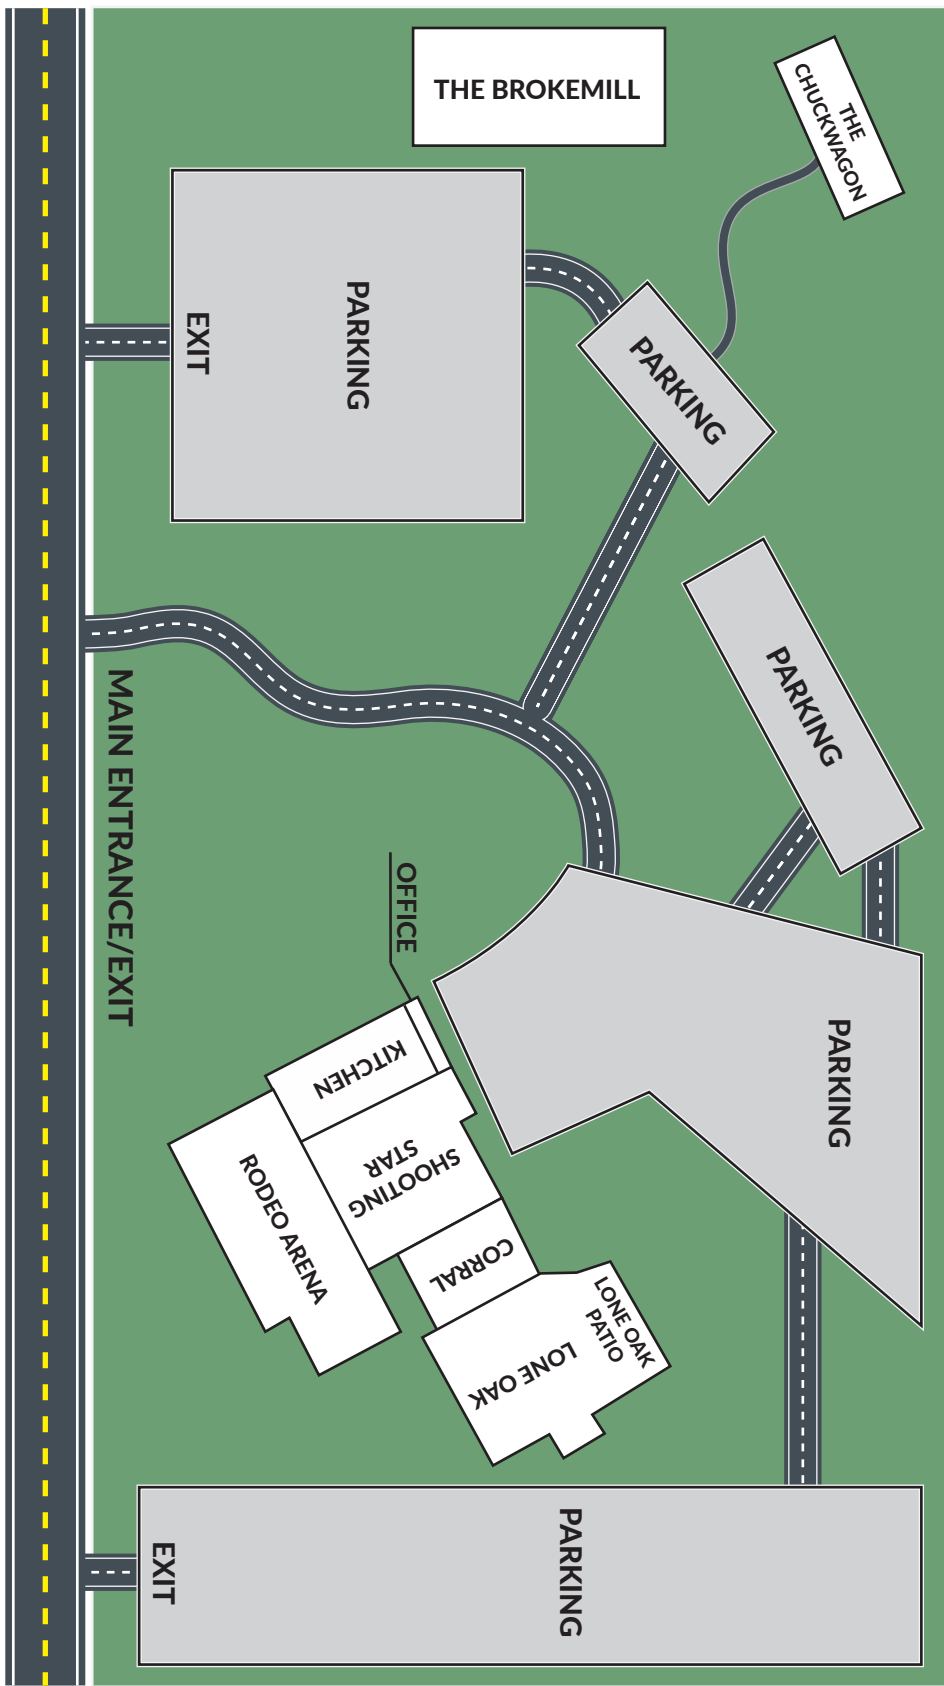 THE BROKEMILL
THE
CHUCKWAGON
PARKING
EXIT
PARKING
PARKING
MAIN ENTRANCE/EXIT
OFFICE
PARKING
KITCHEN
SHOOTING
STAR
RODEO ARENA
CORRAL
LONE OAK
PATIO
LONE OAK
PARKING
EXIT